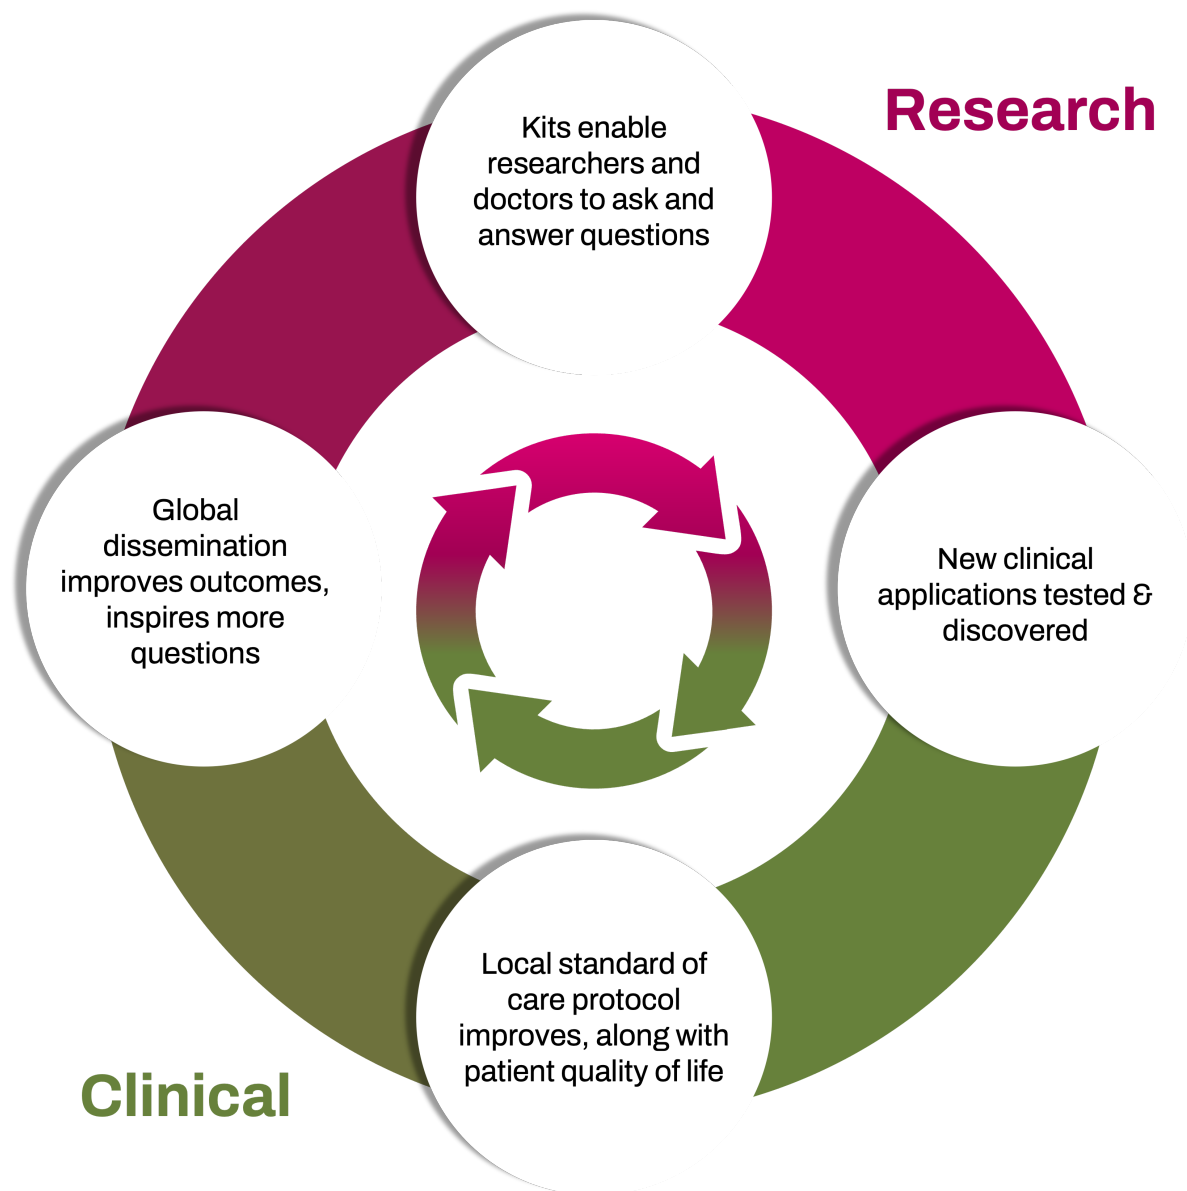 Research
Kits enable
researchers and
doctors to ask and
answer questions
New clinical
applications tested &
discovered
Local standard of
care protocol
improves, along with
patient quality of life
Global
dissemination
improves outcomes,
inspires more
questions
Clinical